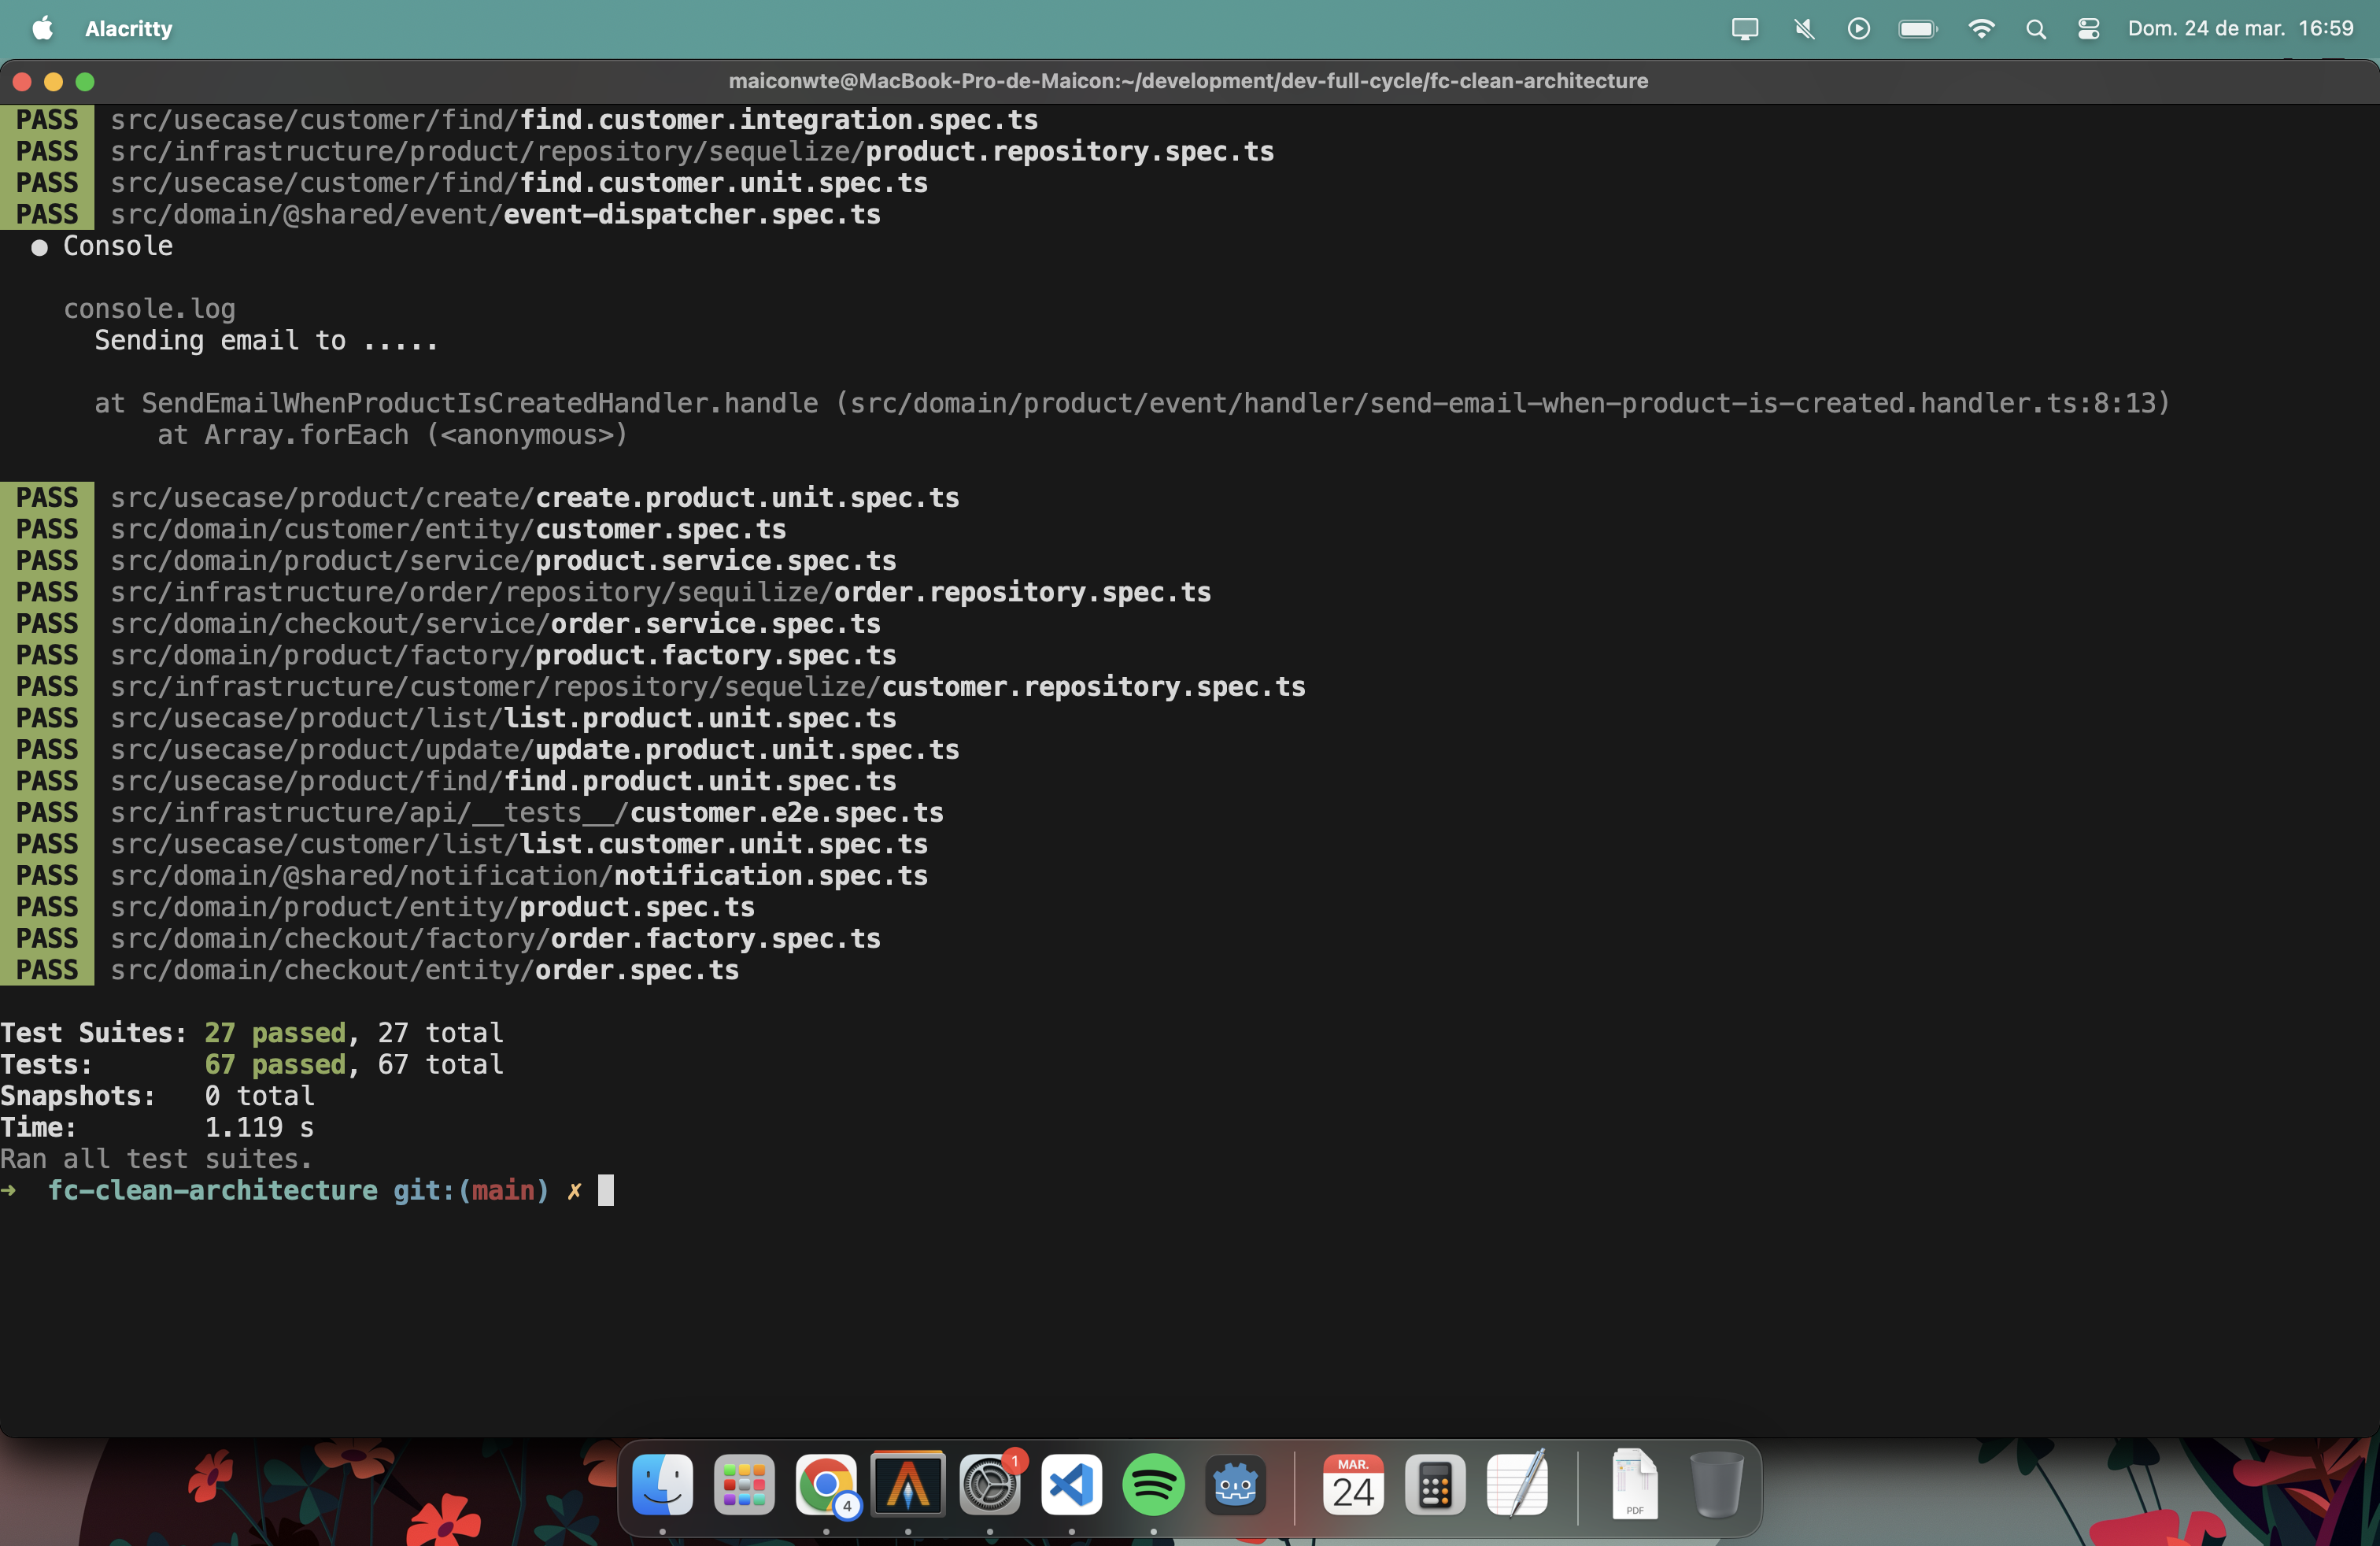 Alacritty
Dom. 24 de mar. 16:59
maiconwte@MacBook-Pro-de-Maicon:~/development/dev-full-cycle/fc-clean-architecture
PASS src/usecase/customer/find/find.customer.integration.spec.ts
PASS src/infrastructure/product/repository/sequelize/product.repository.spec.ts
PASS src/usecase/customer/find/find.customer.unit.spec.ts
PASS src/domain/@shared/event/event-dispatcher.spec.ts
● Console
console.log
Sending email to .....
at SendEmailWhenProductIsCreatedHandler.handle (src/domain/product/event/handler/send-email-when-product-is-created.handler.ts:8:13)
at Array.forEach (<anonymous>)
PASS src/usecase/product/create/create.product.unit.spec.ts
PASS src/domain/customer/entity/customer.spec.ts
PASS src/domain/product/service/product.service.spec.ts
PASS src/infrastructure/order/repository/sequilize/order.repository.spec.ts
PASS src/domain/checkout/service/order.service.spec.ts
PASS src/domain/product/factory/product.factory.spec.ts
PASS src/infrastructure/customer/repository/sequelize/customer.repository.spec.ts
PASS src/usecase/product/list/list.product.unit.spec.ts
PASS src/usecase/product/update/update.product.unit.spec.ts
PASS src/usecase/product/find/find.product.unit.spec.ts
PASS src/infrastructure/api/__tests__/customer.e2e.spec.ts
PASS src/usecase/customer/list/list.customer.unit.spec.ts
PASS src/domain/@shared/notification/notification.spec.ts
PASS src/domain/product/entity/product.spec.ts
PASS src/domain/checkout/factory/order.factory.spec.ts
PASS src/domain/checkout/entity/order.spec.ts
Test Suites: 27 passed, 27 total
Tests: 67 passed, 67 total
Snapshots: 0 total
Time: 1.119 s
Ran all test suites.
➜ fc-clean-architecture git:(main) ✗
4
1
MAR.
24
PDF